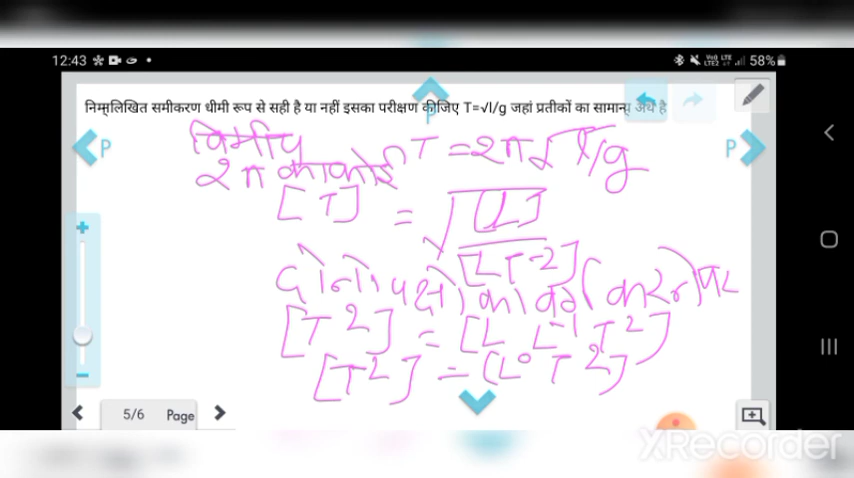 12:43 58%
निम्नलिखित समीकरण धीमी रूप से सही है या नहीं इसका परीक्षण कीजिए T=√l/g जहां प्रतीकों का सामान्य अर्थ है
P P P
विमीय T = 2π√l/g
2π का कोई
[T] = √[L]/[LT-2]
दोनो पक्षो का वर्ग करने पर
[T2] = [L L-1 T2]
[T2] = [L0 T2]
5/6 Page
XRecorder